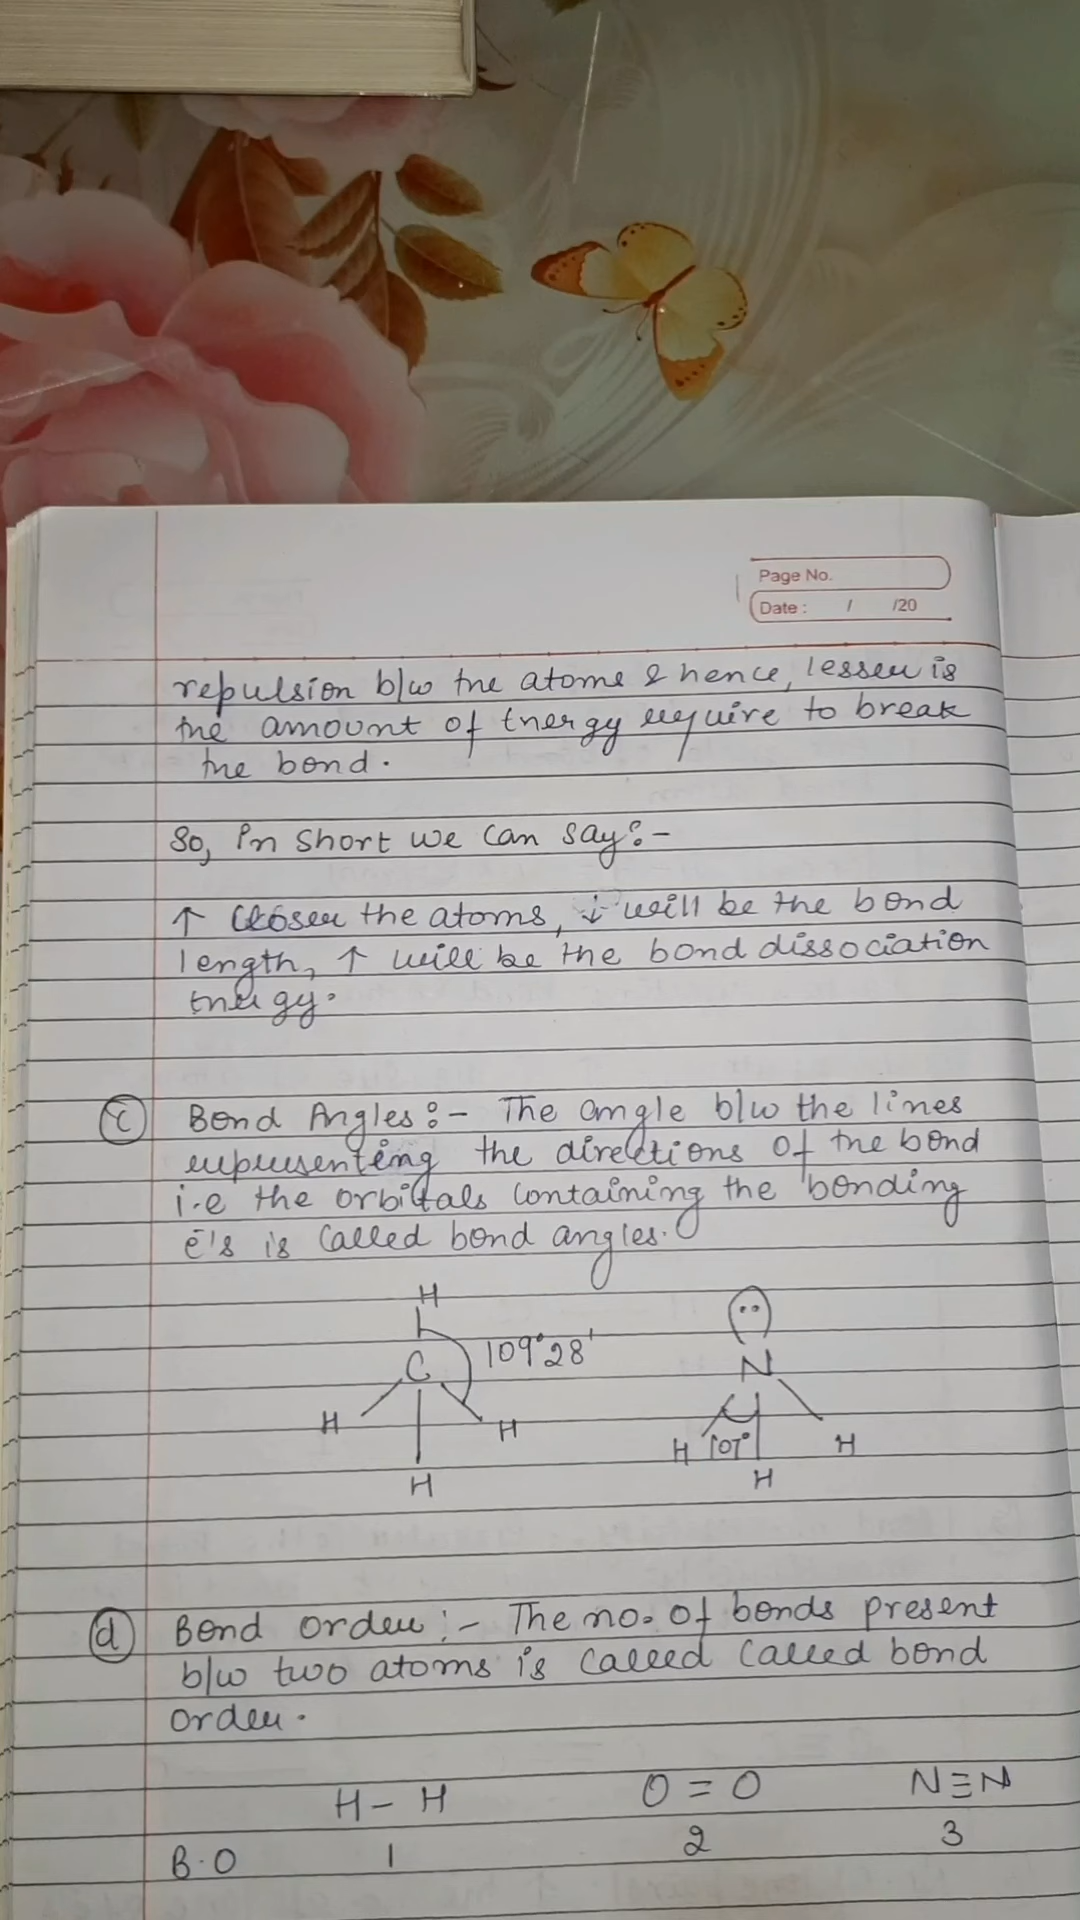 Page No.
Date : / /20
repulsion b/w the atoms & hence, lesser is
the amount of Energy require to break
the bond.
So, in short we can say:-
↑ Closer the atoms, ↓ will be the bond
length, ↑ will be the bond dissociation
Energy.
(c) Bond Angles:- The angle b/w the lines
representing the directions of the bond
i.e the orbitals containing the bonding
ē's is called bond angles.
H
C 109°28'
H H
H
N
H 107° H
H
(d) Bond order:- The no. of bonds present
b/w two atoms is called called bond
order.
H - H O = O N≡N
B.O 1 2 3